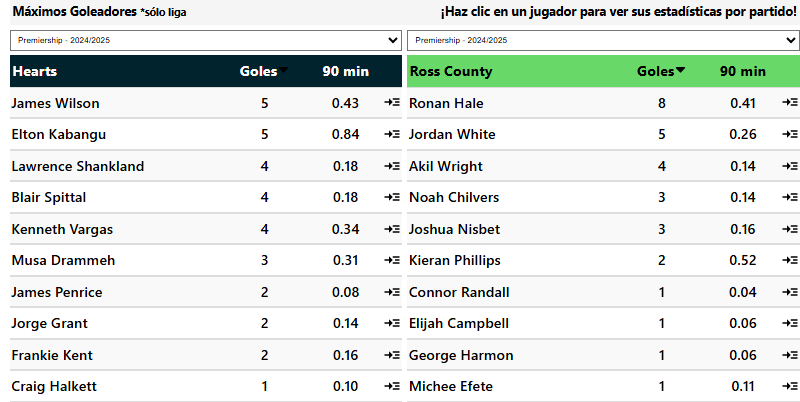 Máximos Goleadores *sólo liga
¡Haz clic en un jugador para ver sus estadísticas por partido!
Premiership - 2024/2025
Premiership - 2024/2025
Hearts Goles 90 min
James Wilson 5 0.43
Elton Kabangu 5 0.84
Lawrence Shankland 4 0.18
Blair Spittal 4 0.18
Kenneth Vargas 4 0.34
Musa Drammeh 3 0.31
James Penrice 2 0.08
Jorge Grant 2 0.14
Frankie Kent 2 0.16
Craig Halkett 1 0.10
Ross County Goles 90 min
Ronan Hale 8 0.41
Jordan White 5 0.26
Akil Wright 4 0.14
Noah Chilvers 3 0.14
Joshua Nisbet 3 0.16
Kieran Phillips 2 0.52
Connor Randall 1 0.04
Elijah Campbell 1 0.06
George Harmon 1 0.06
Michee Efete 1 0.11